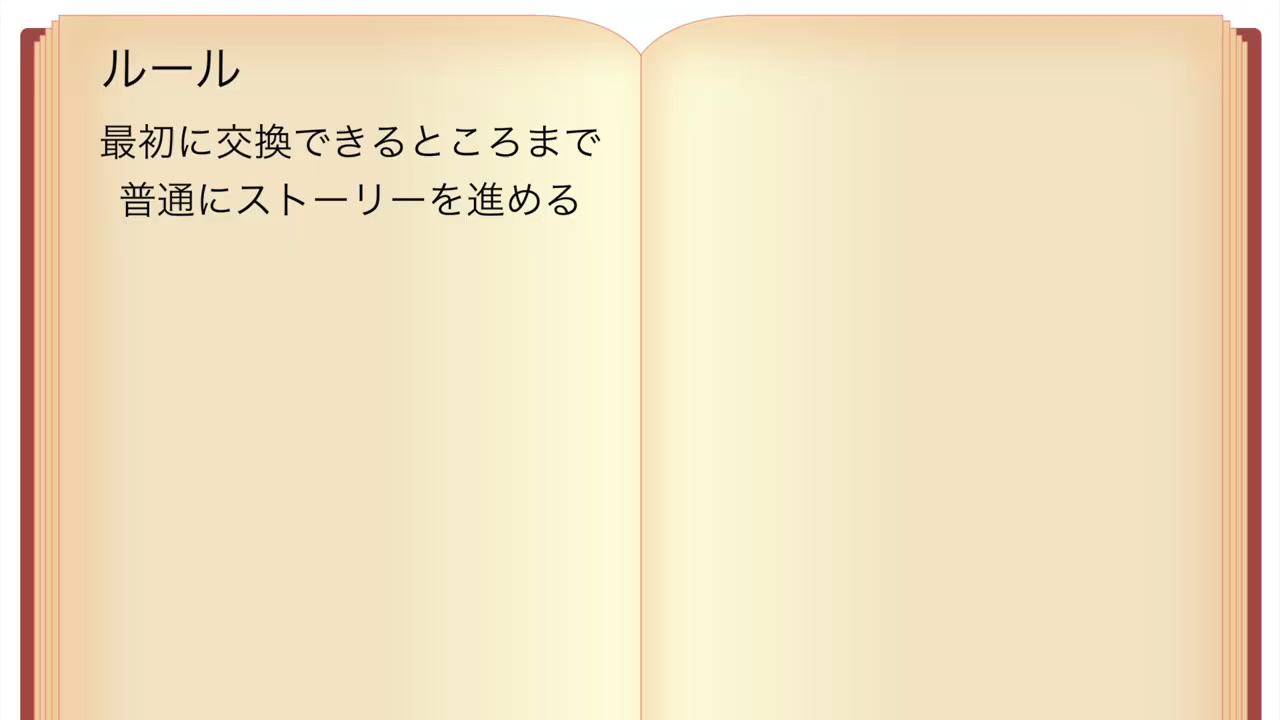 ルール
最初に交換できるところまで
普通にストーリーを進める